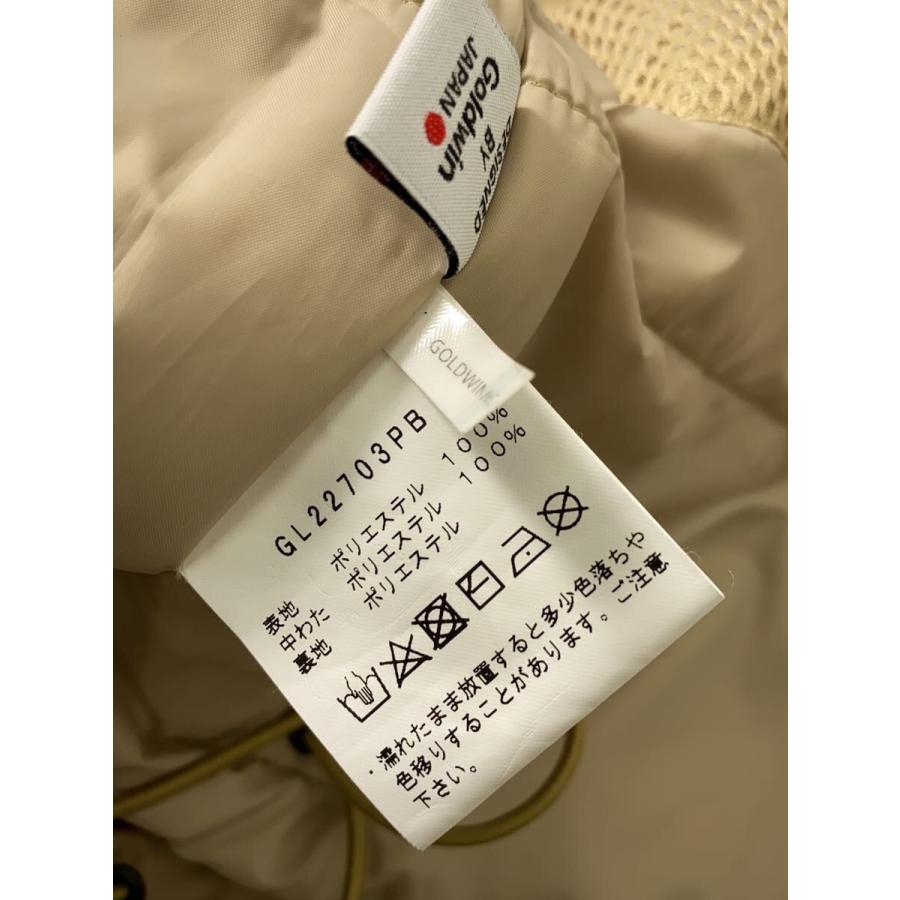 Goldwin
JAPAN
DESIGNED
BY
GOLDWIN
GL22703PB
表地 ポリエステル 100%
中わた ポリエステル 100%
裏地 ポリエステル
・濡れたまま放置すると多少色落ちや
色移りすることがあります。ご注意
下さい。